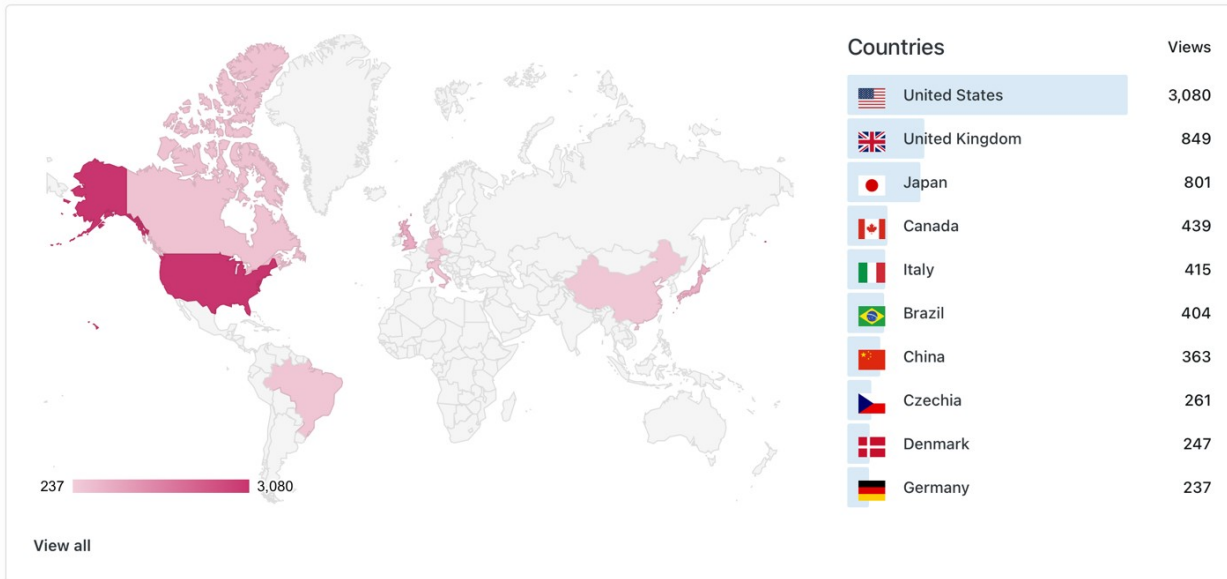 Countries Views
United States 3,080
United Kingdom 849
Japan 801
Canada 439
Italy 415
Brazil 404
China 363
Czechia 261
Denmark 247
Germany 237
237 3,080
View all